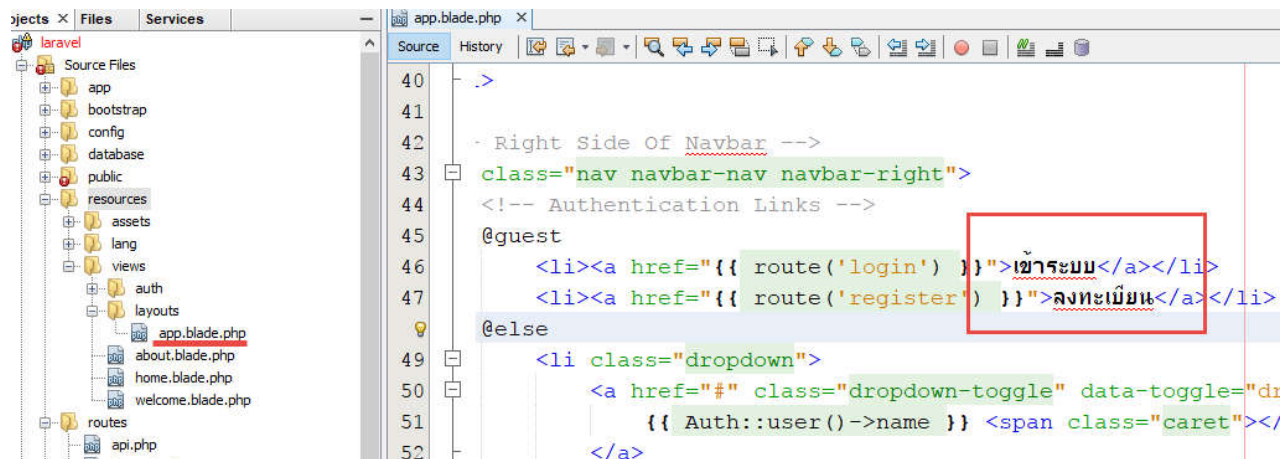 ojects × Files Services
laravel
Source Files
app
bootstrap
config
database
public
resources
assets
lang
views
auth
layouts
app.blade.php
about.blade.php
home.blade.php
welcome.blade.php
routes
api.php
app.blade.php ×
Source History
40 .>
41
42 - Right Side Of Navbar -->
43 class="nav navbar-nav navbar-right">
44 <!-- Authentication Links -->
45 @guest
46 <li><a href="{{ route('login') }}">เข้าระบบ</a></li>
47 <li><a href="{{ route('register') }}">ลงทะเบียน</a></li>
@else
49 <li class="dropdown">
50 <a href="#" class="dropdown-toggle" data-toggle="dr
51 {{ Auth::user()->name }} <span class="caret"></
52 </a>